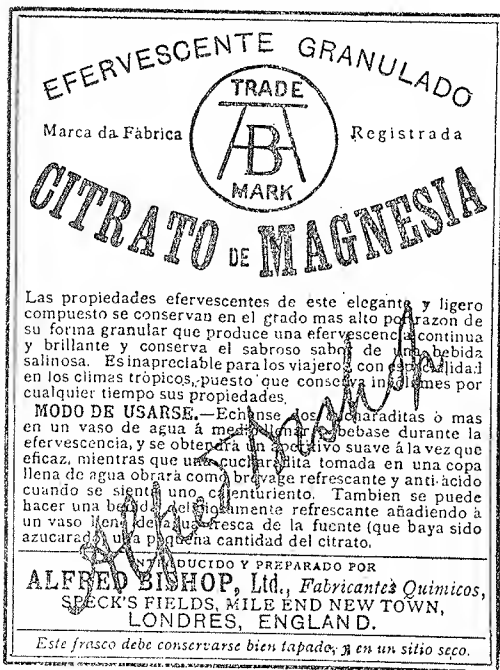 EFERVESCENTE GRANULADO
TRADE
Marca da Fàbrica AB Registrada
MARK
CITRATO DE MAGNESIA
Las propiedades efervescentes de este elegante y ligero
compuesto se conservan en el grado mas alto por razon de
su forma granular que produce una efervescencia continua
y brillante y conserva el sabroso sabor de una bebida
salinosa. Es inapreciable para los viajeros con especialidad
en los climas tròpicos, puesto que conserva por
cualquier tiempo sus propiedades.
MODO DE USARSE.—Echanse dos cucharaditas ò mas
en un vaso de agua á medio llenar y bebase durante la
efervescencia, y se obtendrá un suave á la vez que
eficaz, mientras que una cucharadita tomada en una copa
llena de agua obrará como brevage refrescante y anti-àcido
cuando se siente uno calenturiento. Tambien se puede
hacer una bebida deliciosamente refrescante añadiendo à
un vaso lleno de agua fresca de la fuente (que baya sido
azucarada) una pequeña cantidad del citrato.
INTRODUCIDO Y PREPARADO POR
ALFRED BISHOP, Ltd., Fabricantes Quimicos,
SPECK'S FIELDS, MILE END NEW TOWN,
LONDRES, ENGLAND.
Este frasco debe conservarse bien tapado, y en un sitio seco.
Alfred Bishop